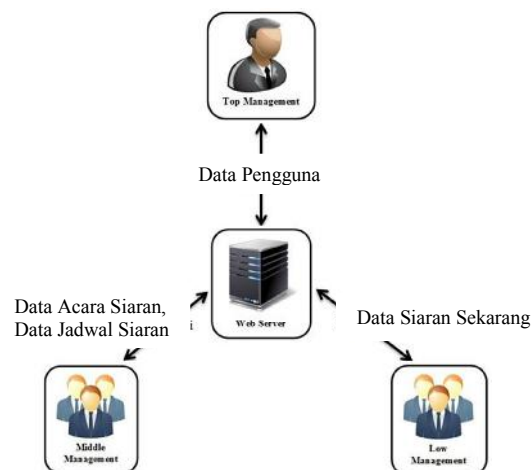 Top Management
Data Pengguna
Web Server
Data Acara Siaran,
Data Jadwal Siaran
i
Data Siaran Sekarang
Middle
Management
Low
Management